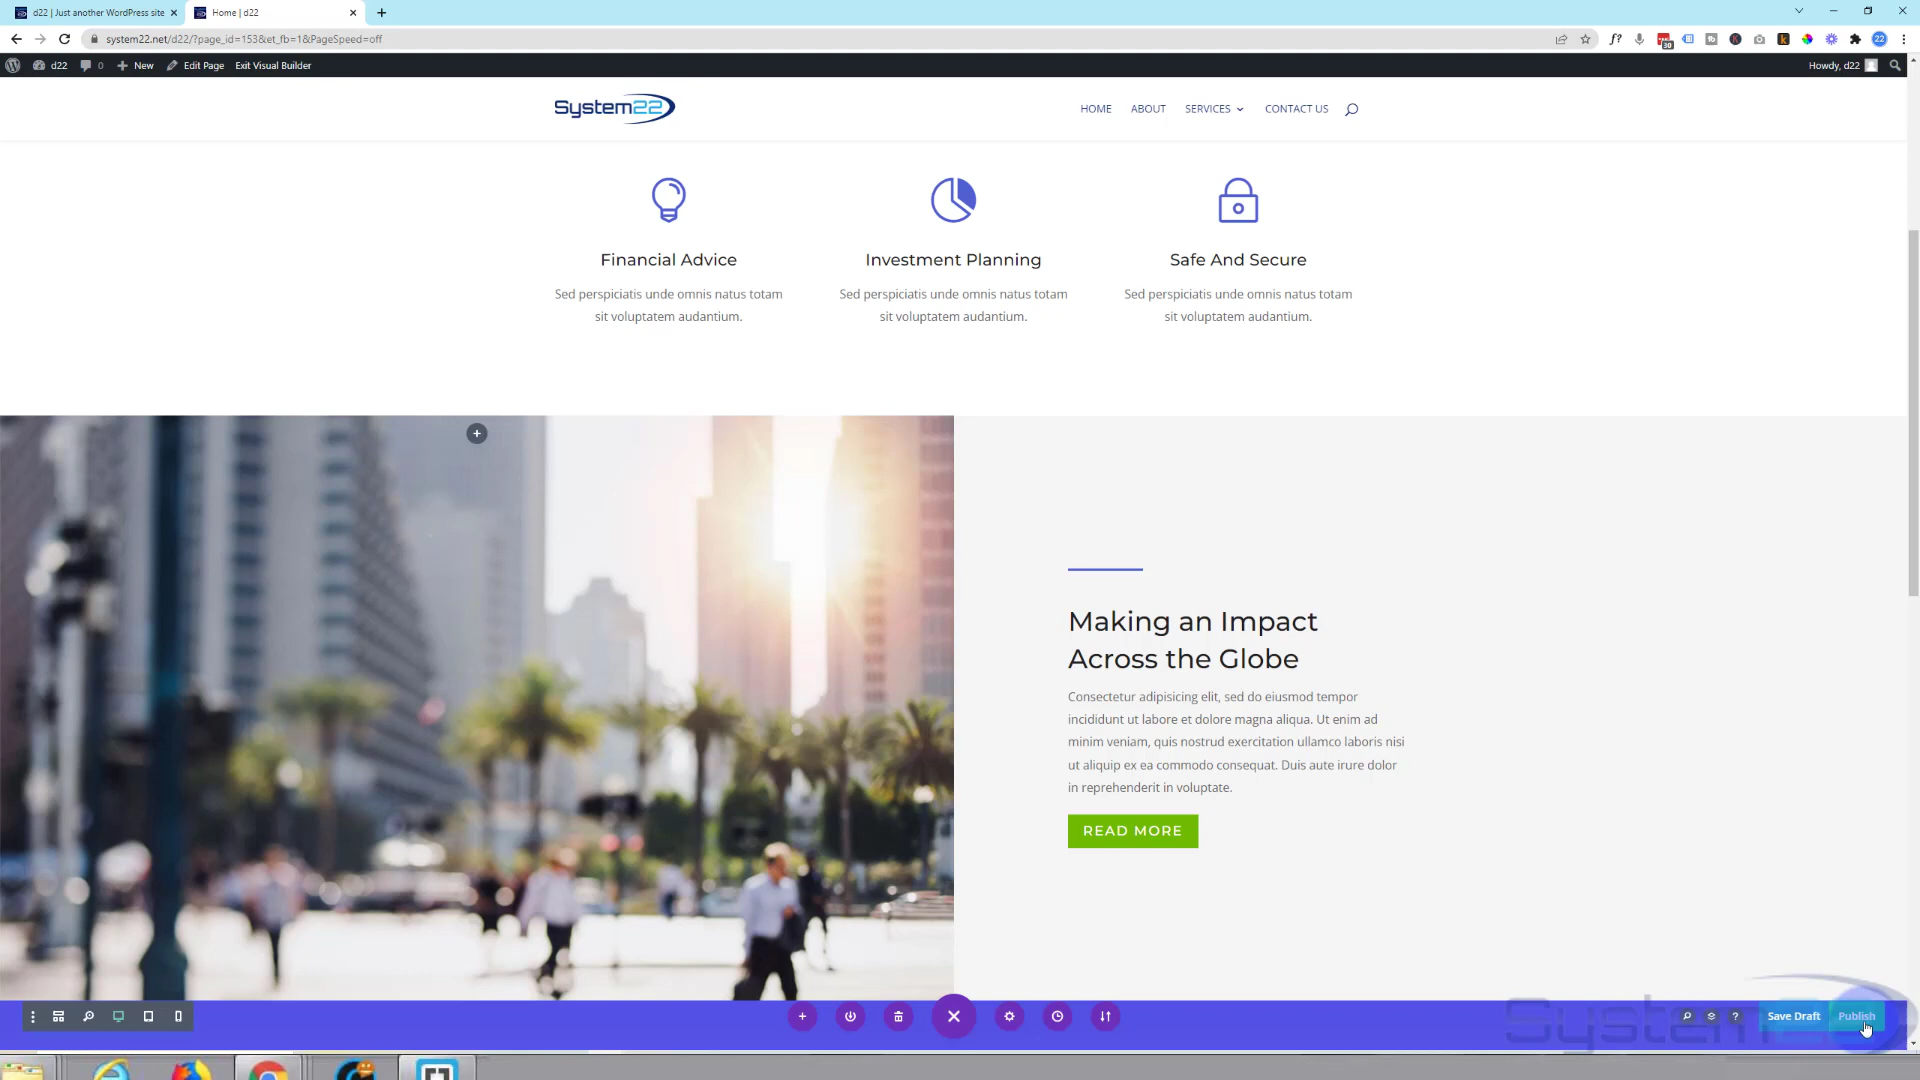 d22 | Just another WordPress site
Home | d22
system22.net/d22/?page_id=153&et_fb=1&PageSpeed=off
f?
30
22
d22
0
New
Edit Page
Exit Visual Builder
Howdy, d22
System22
HOME
ABOUT
SERVICES
CONTACT US
Financial Advice
Investment Planning
Safe And Secure
Sed perspiciatis unde omnis natus totam
sit voluptatem audantium.
Sed perspiciatis unde omnis natus totam
sit voluptatem audantium.
Sed perspiciatis unde omnis natus totam
sit voluptatem audantium.
Making an Impact
Across the Globe
Consectetur adipisicing elit, sed do eiusmod tempor
incididunt ut labore et dolore magna aliqua. Ut enim ad
minim veniam, quis nostrud exercitation ullamco laboris nisi
ut aliquip ex ea commodo consequat. Duis aute irure dolor
in reprehenderit in voluptate.
READ MORE
?
Save Draft
Publish
System22